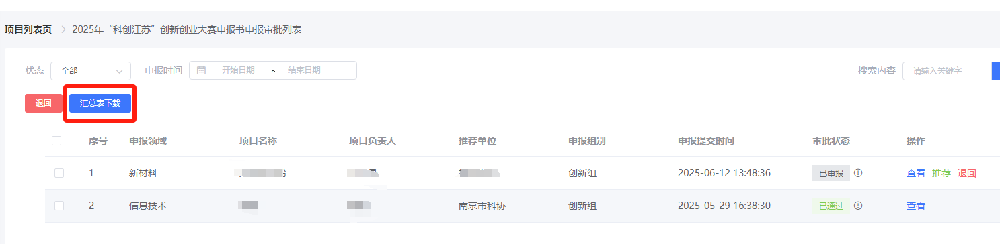 项目列表页 > 2025年“科创江苏”创新创业大赛申报书申报审批列表
状态 全部 申报时间 开始日期 ~ 结束日期 搜索内容 请输入关键字
退回 汇总表下载
序号 申报领域 项目名称 项目负责人 推荐单位 申报组别 申报提交时间 审批状态 操作
1 新材料 创新组 2025-06-12 13:48:36 已申报 查看 推荐 退回
2 信息技术 南京市科协 创新组 2025-05-29 16:38:30 已通过 查看